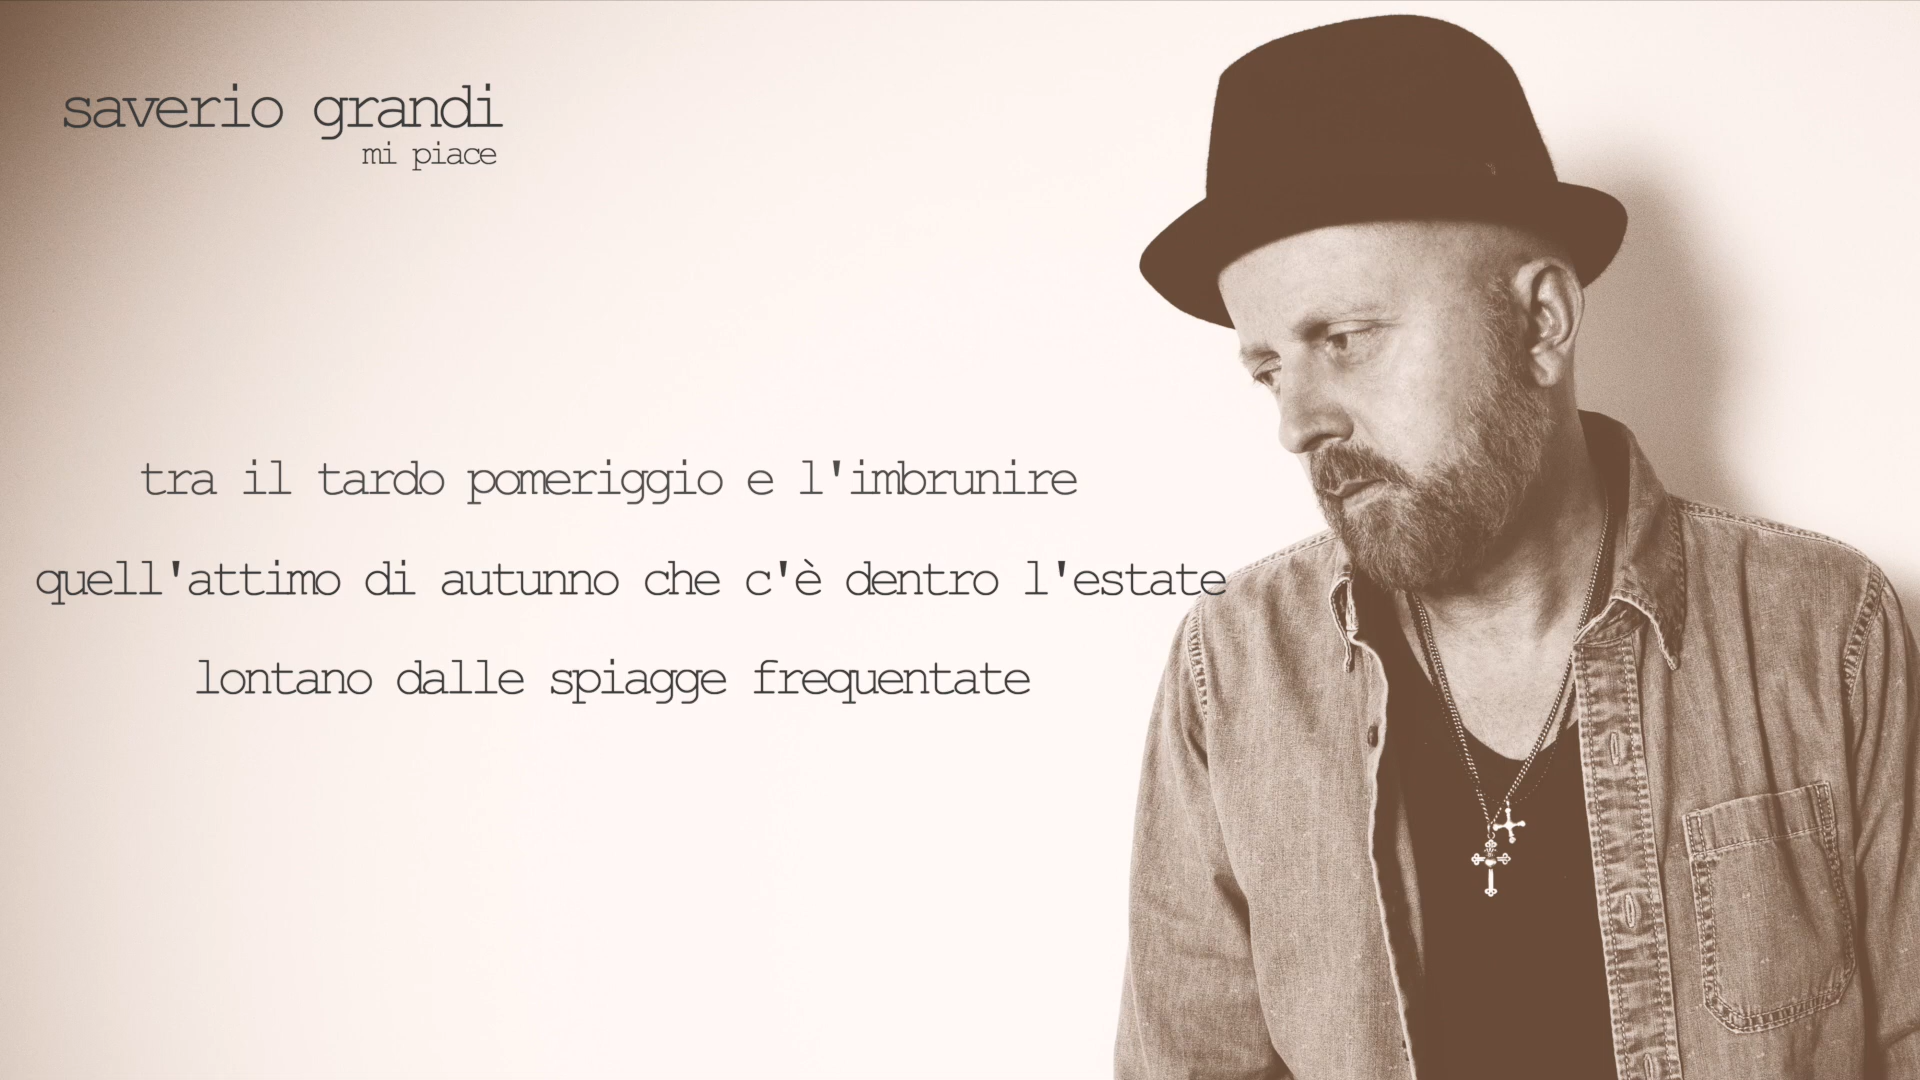 saverio grandi
mi piace
tra il tardo pomeriggio e l'imbrunire
quell'attimo di autunno che c'è dentro l'estate
lontano dalle spiagge frequentate